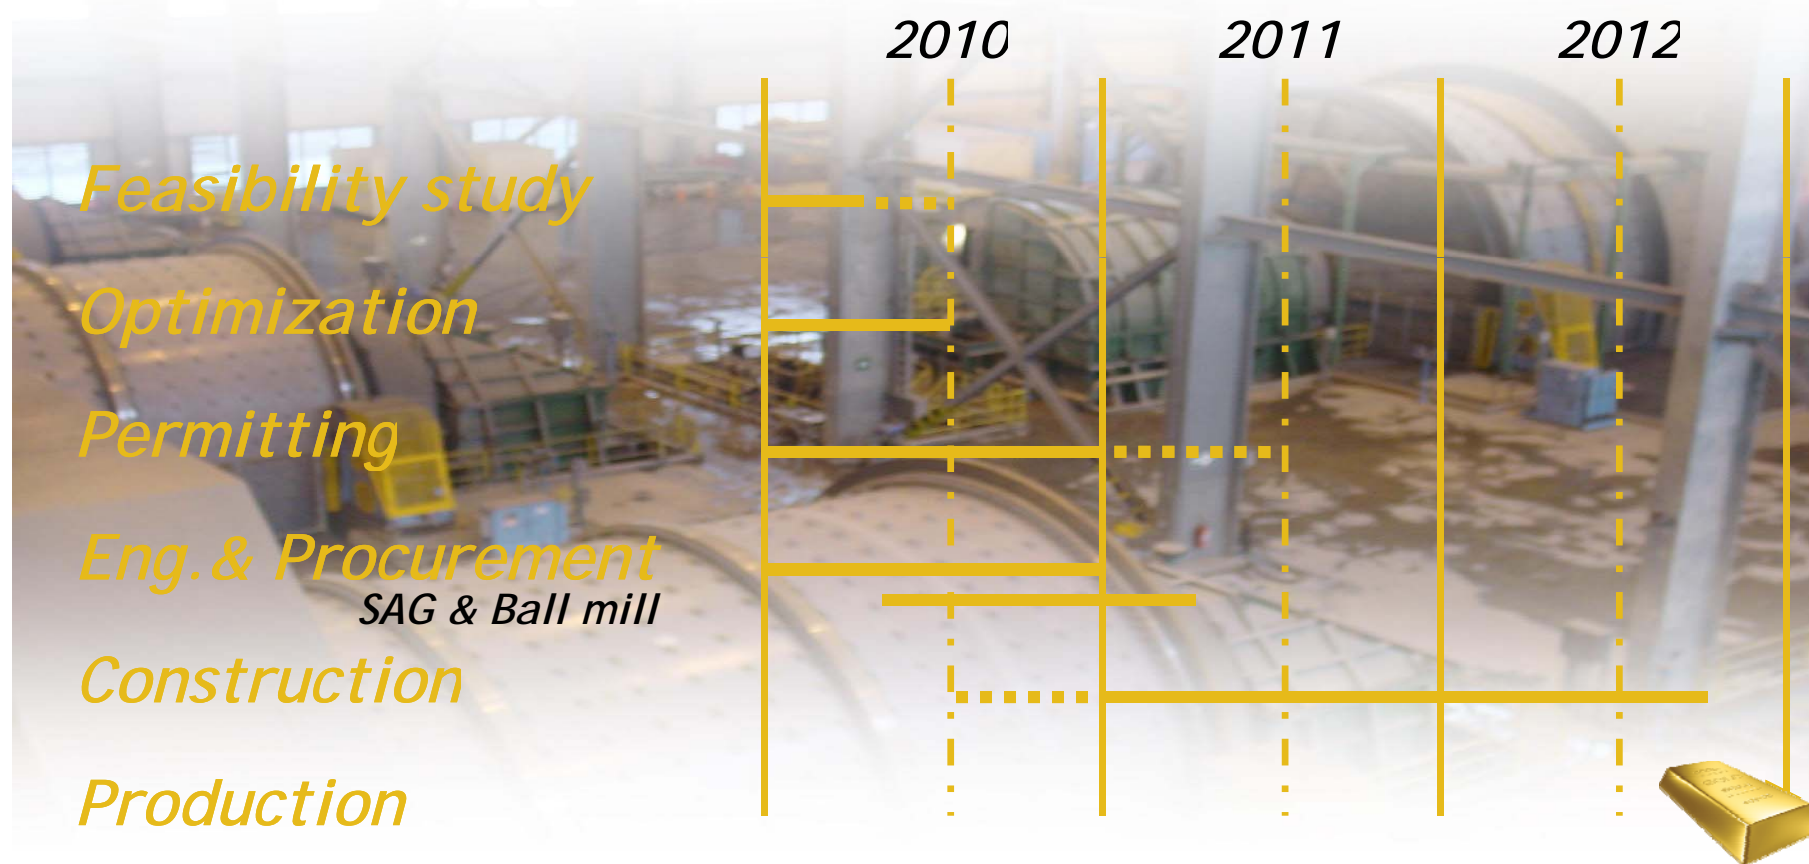 2010 2011 2012
Feasibility study
Optimization
Permitting
Eng.& Procurement
SAG & Ball mill
Construction
Production